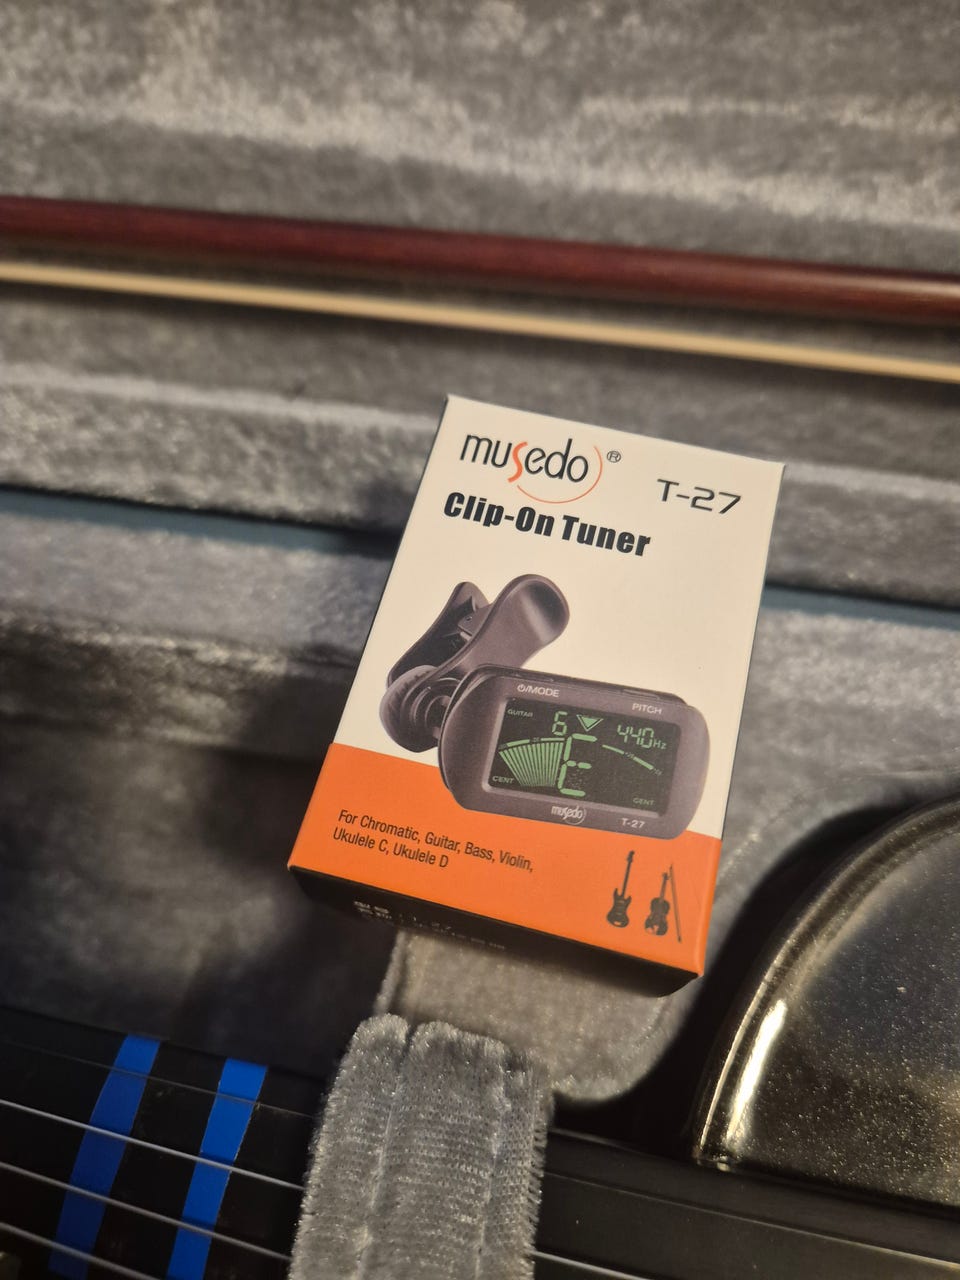 musedo®
T-27
Clip-On Tuner
⏻/MODE
PITCH
GUITAR
6
440Hz
E
CENT
CENT
musedo
T-27
For Chromatic, Guitar, Bass, Violin,
Ukulele C, Ukulele D